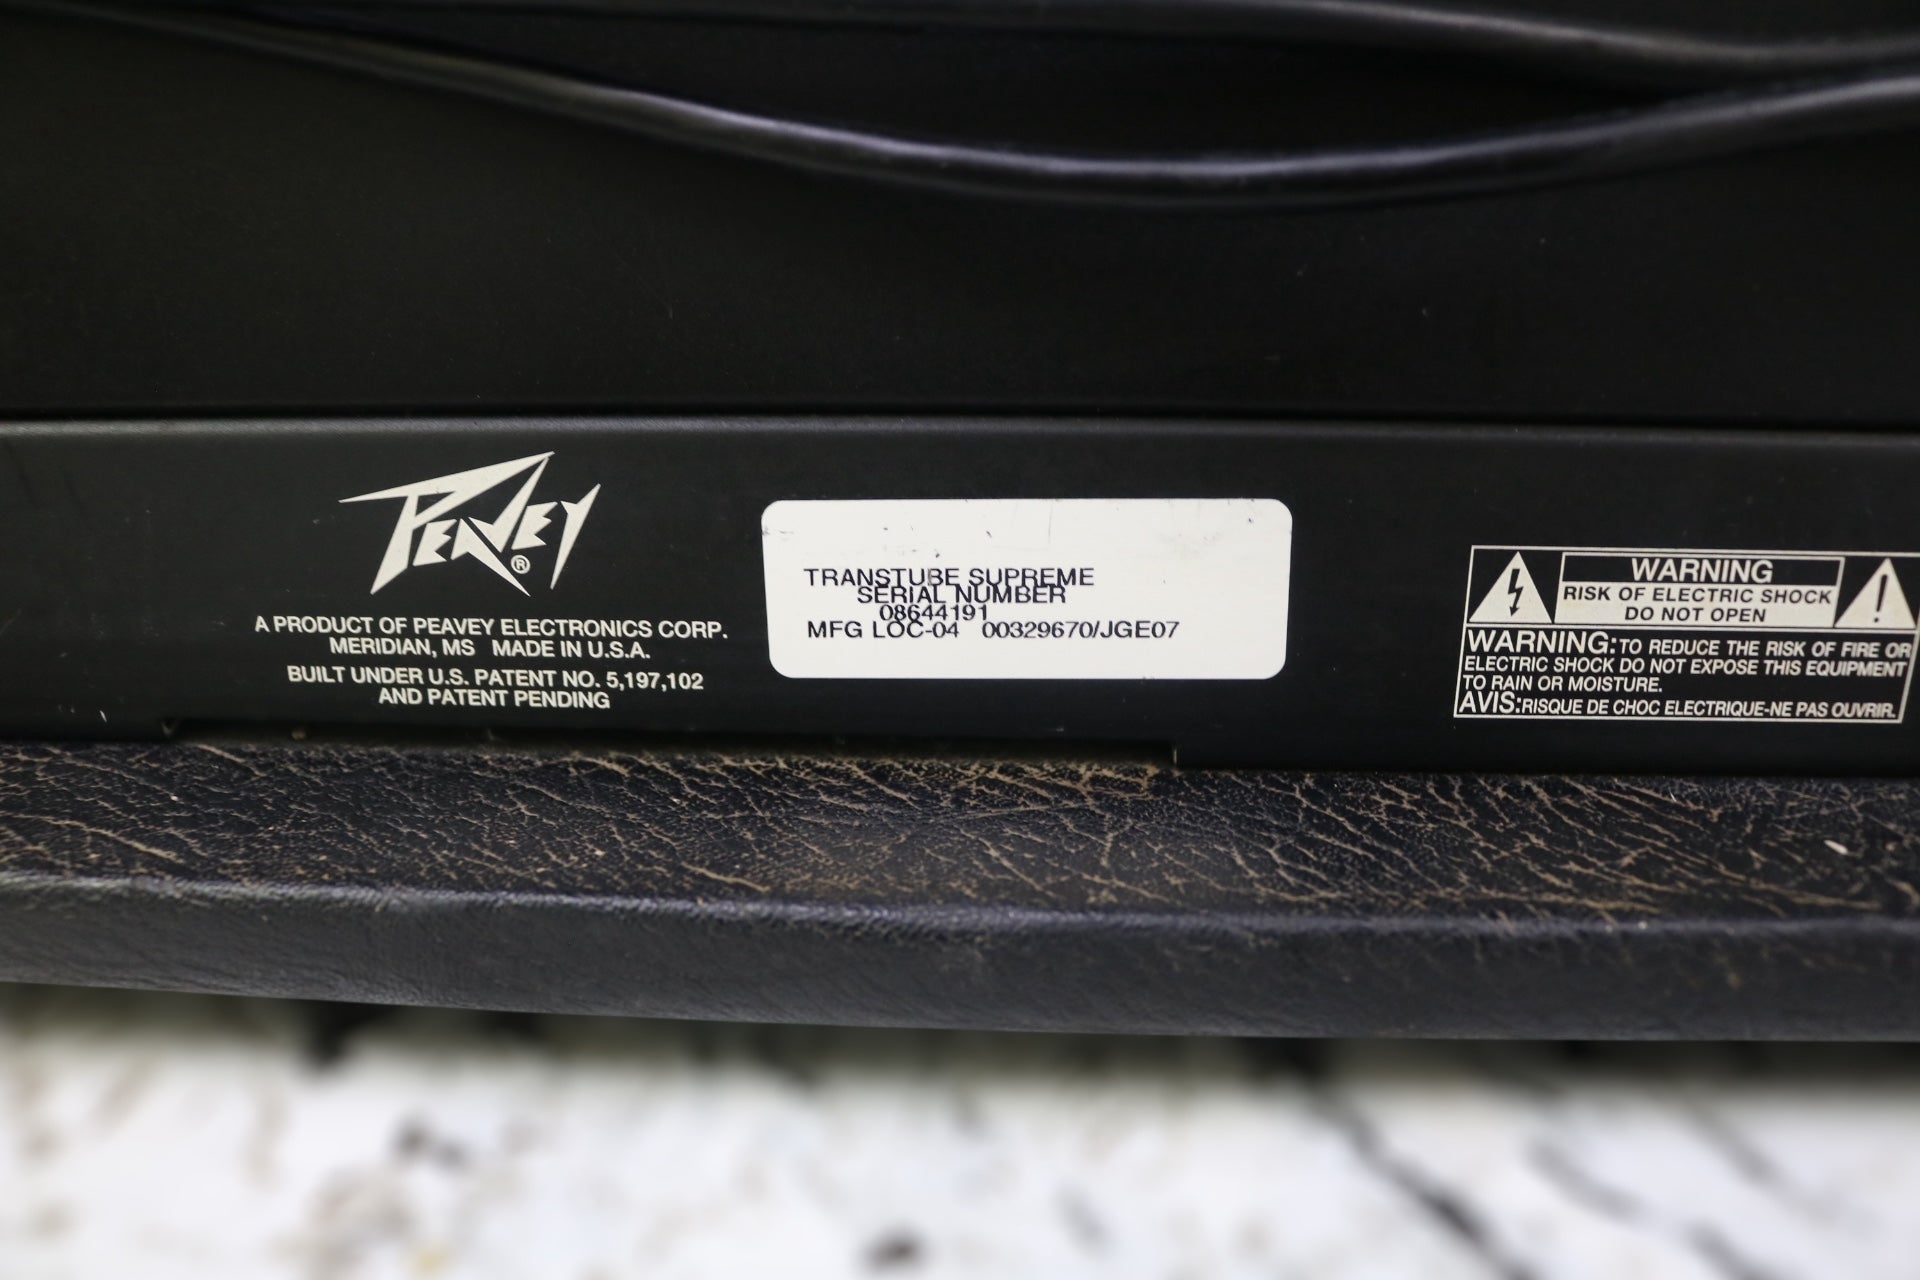 PEAVEY®
A PRODUCT OF PEAVEY ELECTRONICS CORP.
MERIDIAN, MS MADE IN U.S.A.
BUILT UNDER U.S. PATENT NO. 5,197,102
AND PATENT PENDING
TRANSTUBE SUPREME
SERIAL NUMBER
08644191
MFG LOC-04 00329670/JGE07
WARNING
RISK OF ELECTRIC SHOCK
DO NOT OPEN
WARNING: TO REDUCE THE RISK OF FIRE OR
ELECTRIC SHOCK DO NOT EXPOSE THIS EQUIPMENT
TO RAIN OR MOISTURE.
AVIS: RISQUE DE CHOC ELECTRIQUE-NE PAS OUVRIR.